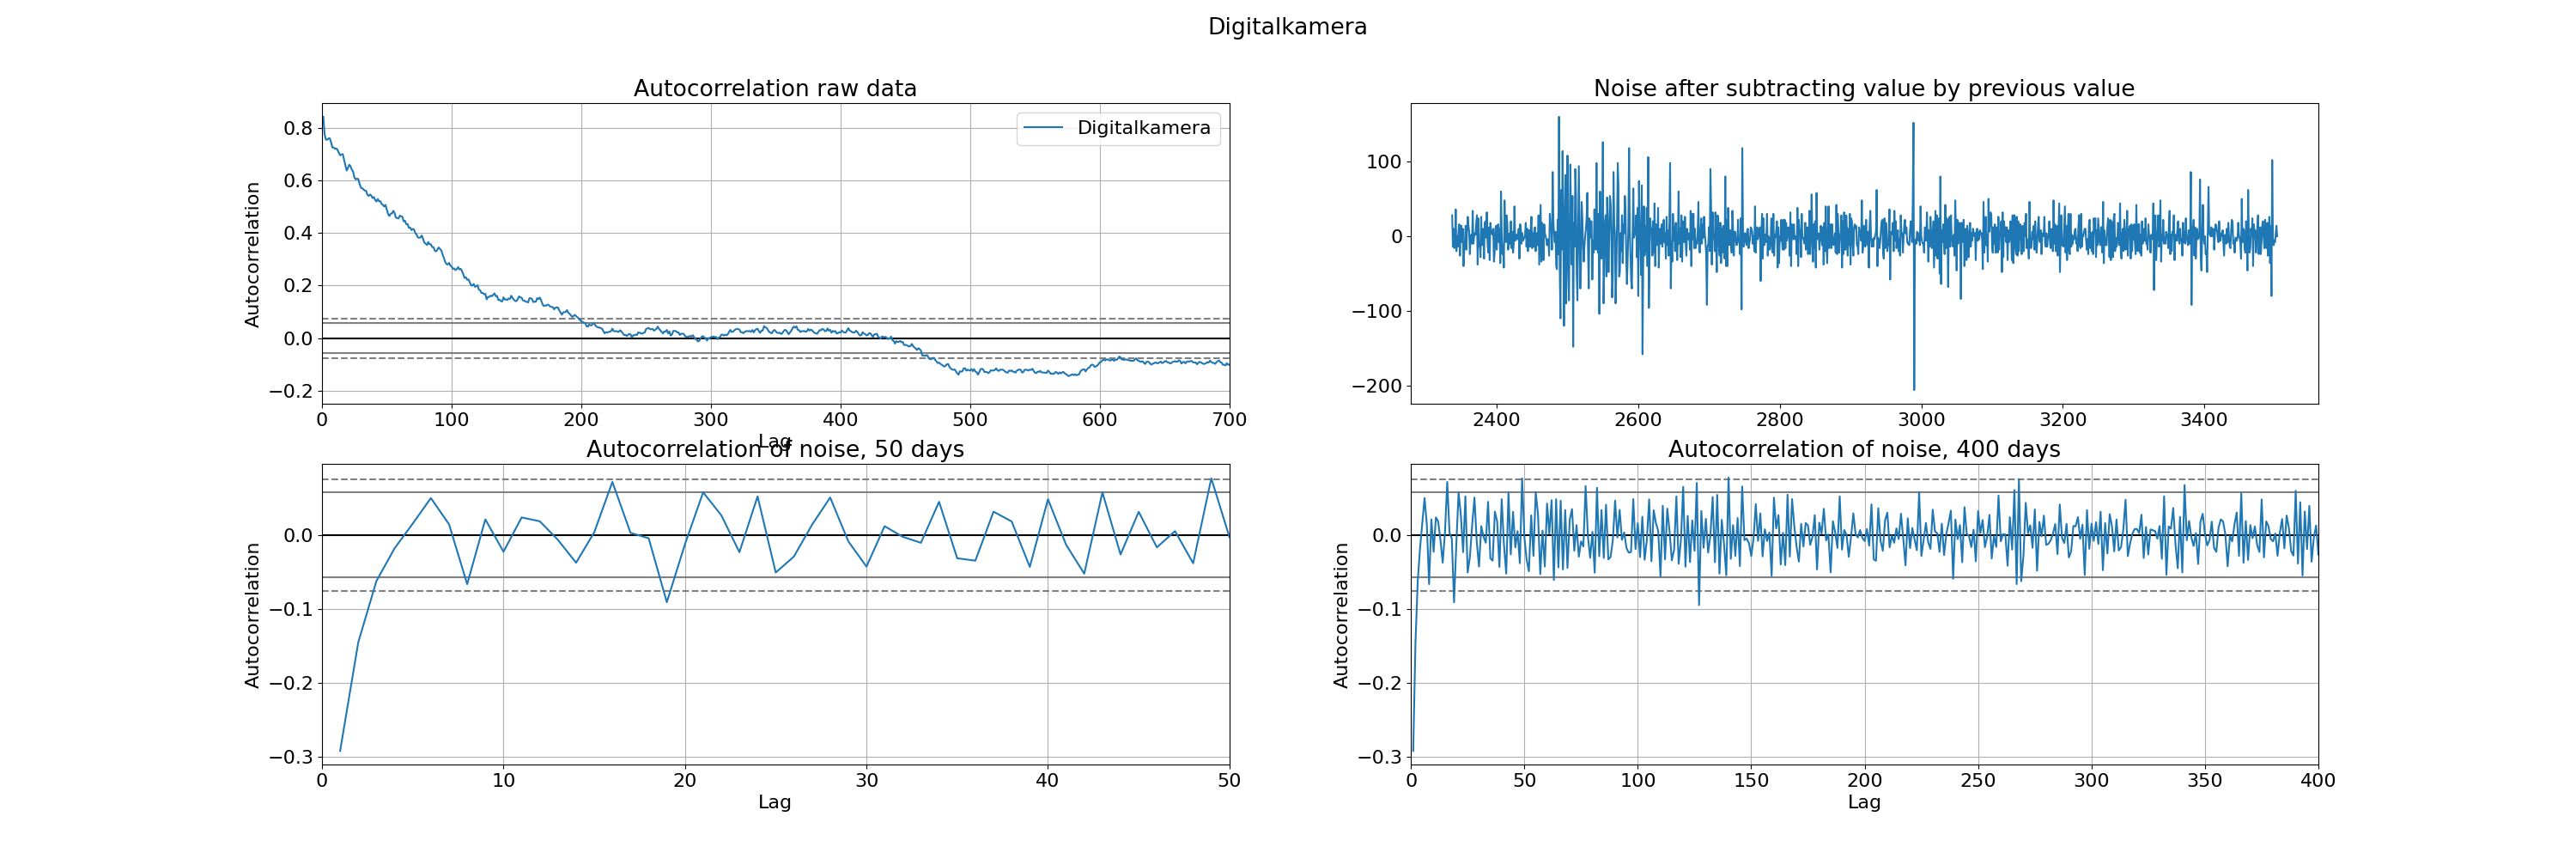 Digitalkamera
Autocorrelation raw data
Autocorrelation
0.8
0.6
0.4
0.2
0.0
−0.2
0 100 200 300 400 500 600 700
Lag
Digitalkamera
Noise after subtracting value by previous value
100
0
−100
−200
2400 2600 2800 3000 3200 3400
Autocorrelation of noise, 50 days
Autocorrelation
0.0
−0.1
−0.2
−0.3
0 10 20 30 40 50
Lag
Autocorrelation of noise, 400 days
Autocorrelation
0.0
−0.1
−0.2
−0.3
0 50 100 150 200 250 300 350 400
Lag